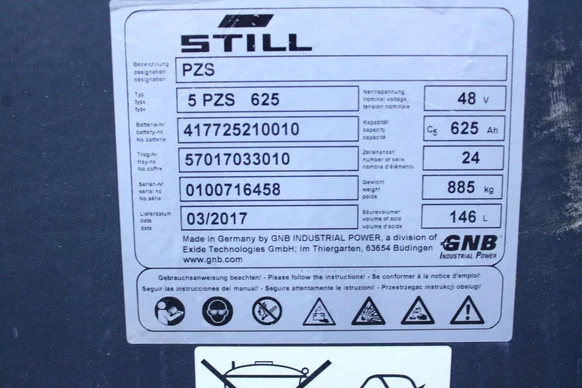 STILL
Bezeichnung
designation
désignation
PZS
Typ
type
type
5 PZS 625
Nennspannung
nominal voltage
tension nominale
48 V
Batterie-Nr
battery-no
No.batterie
417725210010
Kapazität
capacity
capacité
C5 625 Ah
Trog-Nr
tray-no
No.coffre
57017033010
Zellenanzahl
number of cells
nombre d'éléments
24
Serien-Nr
serial no
No.série
0100716458
Gewicht
weight
poids
885 kg
Lieferdatum
date
date
03/2017
Säurevolumen
volume of acid
volume d'acide
146 L
Made in Germany by GNB INDUSTRIAL POWER, a division of
Exide Technologies GmbH; Im Thiergarten, 63654 Büdingen
www.gnb.com
GNB
INDUSTRIAL POWER
Gebrauchsanweisung beachten! - Please follow the instructions! - Se conformer à la notice d'emploi!
Seguir las instrucciones del manual! - Seguire attentamente le istruzioni! - Przestrzegac instrukcji obslugi!